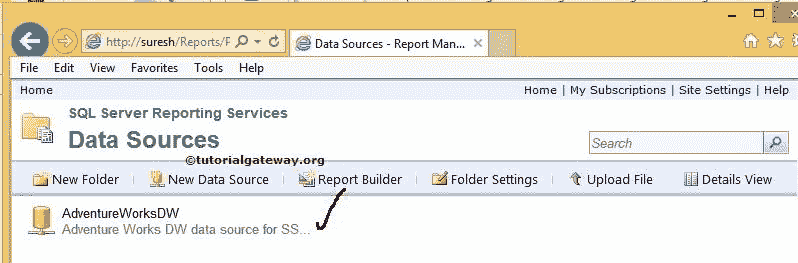 http://suresh/Reports/F
Data Sources - Report Man...
File Edit View Favorites Tools Help
Home
Home | My Subscriptions | Site Settings | Help
SQL Server Reporting Services
Data Sources
Search
©tutorialgateway.org
New Folder
New Data Source
Report Builder
Folder Settings
Upload File
Details View
AdventureWorksDW
Adventure Works DW data source for SS...